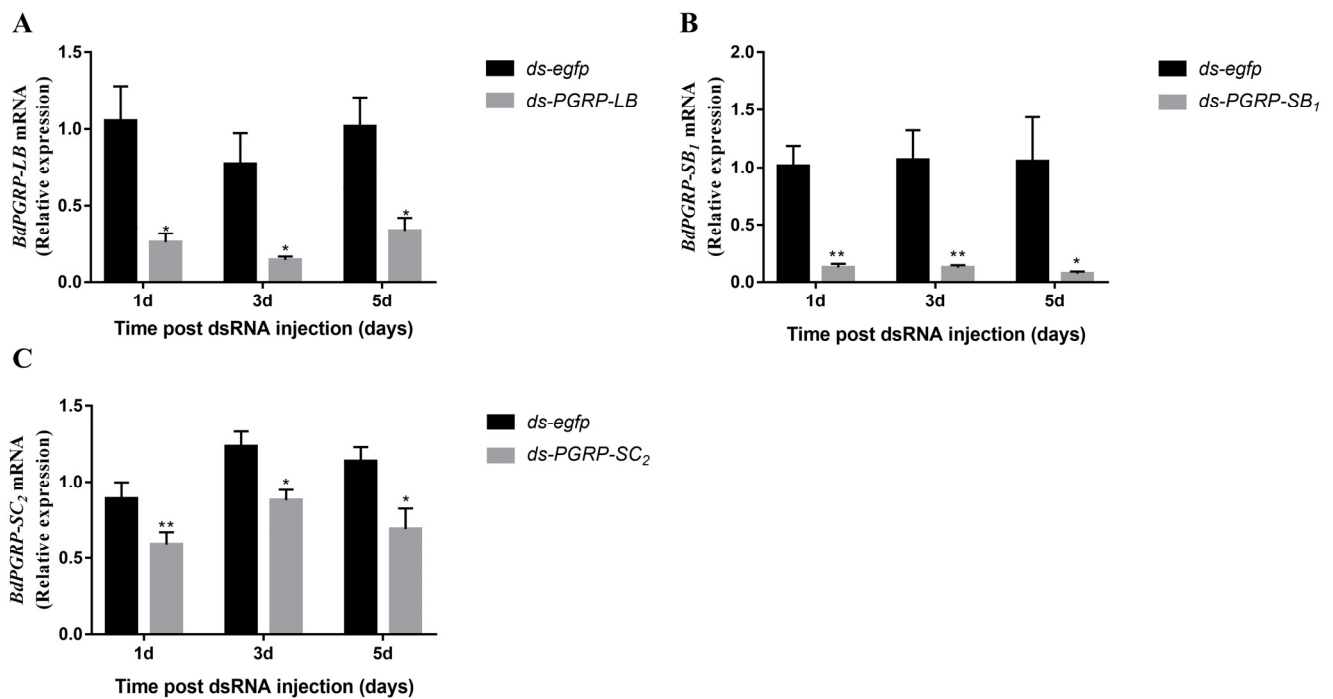 A
1.5
1.0
0.5
0.0
BdPGRP-LB mRNA
(Relative expression)
ds-egfp
ds-PGRP-LB
*
*
*
1d
3d
5d
Time post dsRNA injection (days)
B
2.0
1.5
1.0
0.5
0.0
BdPGRP-SB₁ mRNA
(Relative expression)
ds-egfp
ds-PGRP-SB₁
**
**
*
1d
3d
5d
Time post dsRNA injection (days)
C
1.5
1.0
0.5
0.0
BdPGRP-SC₂ mRNA
(Relative expression)
ds-egfp
ds-PGRP-SC₂
**
*
*
1d
3d
5d
Time post dsRNA injection (days)